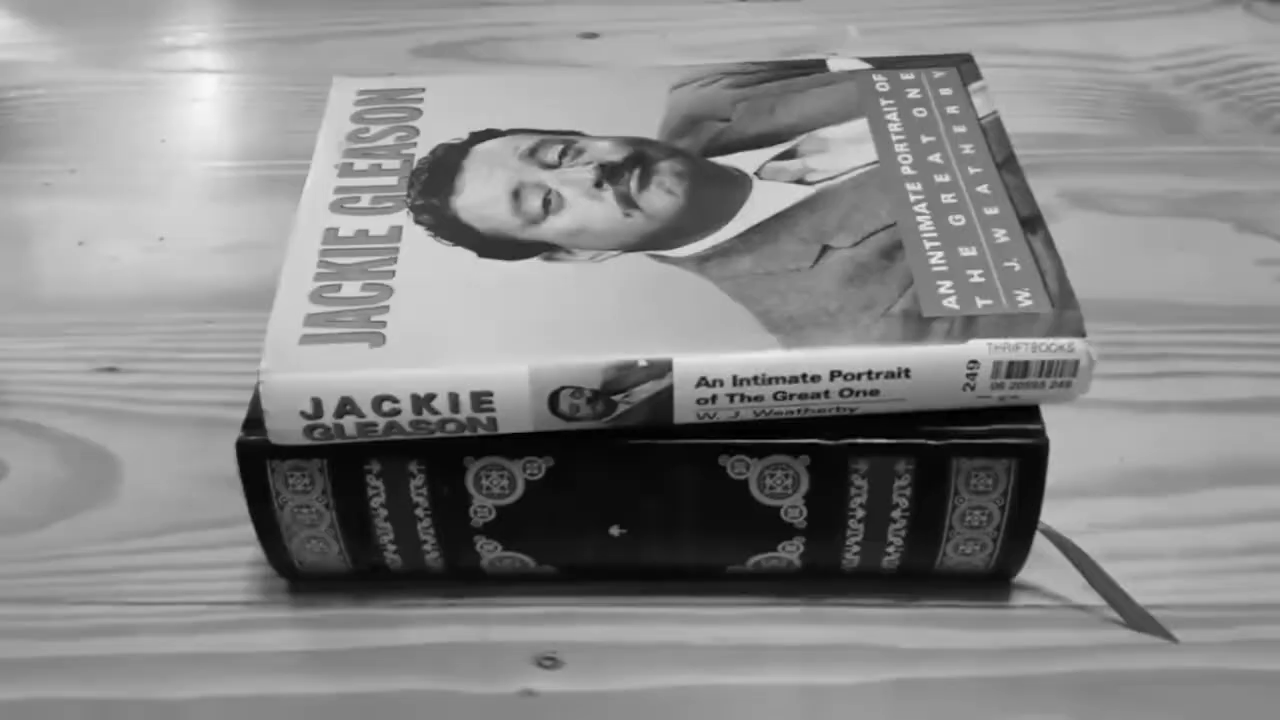 JACKIE GLEASON
AN INTIMATE PORTRAIT OF
THE GREAT ONE
W. J. WEATHERBY
JACKIE
GLEASON
An Intimate Portrait
of The Great One
W. J. Weatherby
THRIFTBOOKS
249